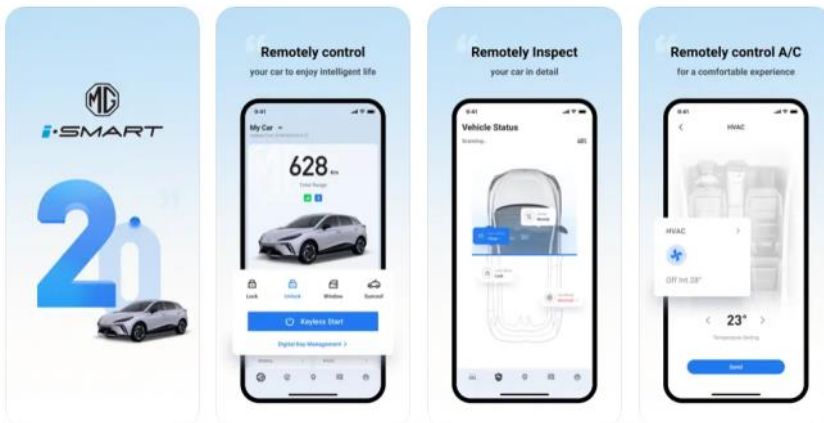 MG
i-SMART
2.0
Remotely control
your car to enjoy intelligent life
9:41
My Car
628 Km
Total Range
Lock
Unlock
Window
Sunroof
Keyless Start
Digital Key Management >
Remotely Inspect
your car in detail
9:41
Vehicle Status
Scanning...
Remotely control A/C
for a comfortable experience
9:41
HVAC
HVAC
Off Int.28°
23°
Temperature Setting
Send